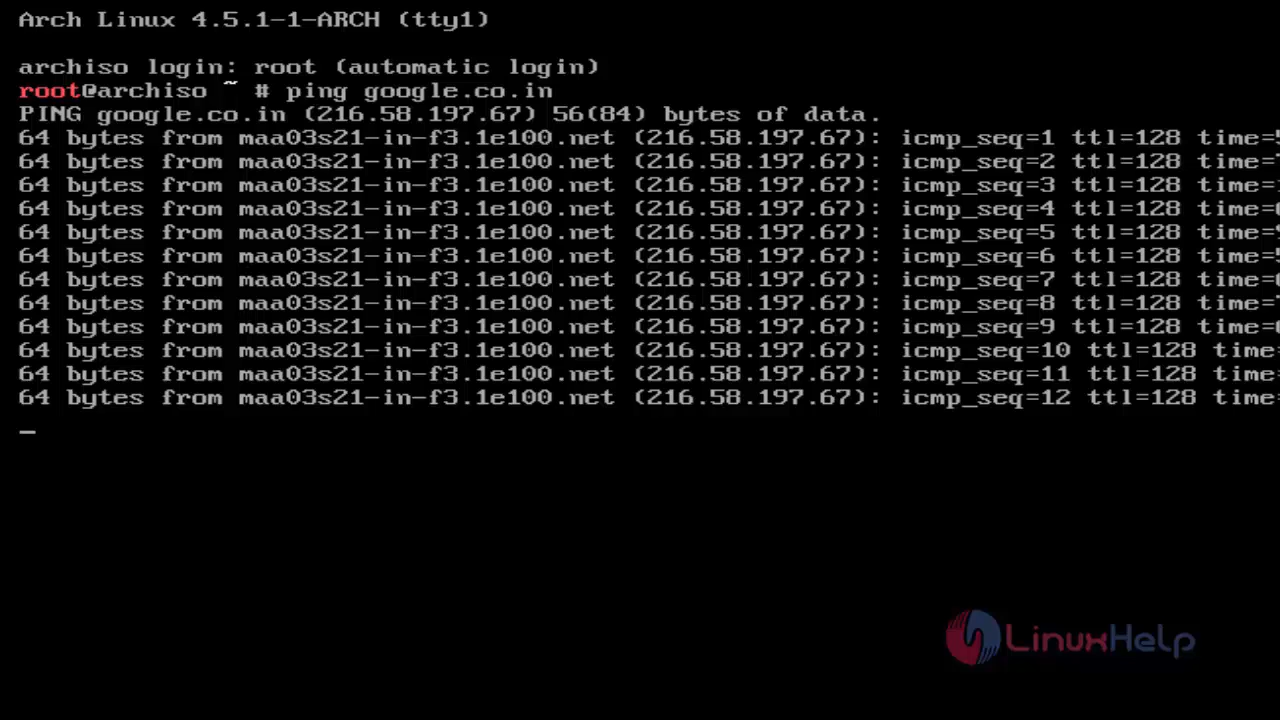 Arch Linux 4.5.1-1-ARCH (tty1)
archiso login: root (automatic login)
root@archiso ~ # ping google.co.in
PING google.co.in (216.58.197.67) 56(84) bytes of data.
64 bytes from maa03s21-in-f3.1e100.net (216.58.197.67): icmp_seq=1 ttl=128 time=
64 bytes from maa03s21-in-f3.1e100.net (216.58.197.67): icmp_seq=2 ttl=128 time=
64 bytes from maa03s21-in-f3.1e100.net (216.58.197.67): icmp_seq=3 ttl=128 time=
64 bytes from maa03s21-in-f3.1e100.net (216.58.197.67): icmp_seq=4 ttl=128 time=
64 bytes from maa03s21-in-f3.1e100.net (216.58.197.67): icmp_seq=5 ttl=128 time=
64 bytes from maa03s21-in-f3.1e100.net (216.58.197.67): icmp_seq=6 ttl=128 time=
64 bytes from maa03s21-in-f3.1e100.net (216.58.197.67): icmp_seq=7 ttl=128 time=
64 bytes from maa03s21-in-f3.1e100.net (216.58.197.67): icmp_seq=8 ttl=128 time=
64 bytes from maa03s21-in-f3.1e100.net (216.58.197.67): icmp_seq=9 ttl=128 time=
64 bytes from maa03s21-in-f3.1e100.net (216.58.197.67): icmp_seq=10 ttl=128 time=
64 bytes from maa03s21-in-f3.1e100.net (216.58.197.67): icmp_seq=11 ttl=128 time=
64 bytes from maa03s21-in-f3.1e100.net (216.58.197.67): icmp_seq=12 ttl=128 time=
_
LinuxHelp